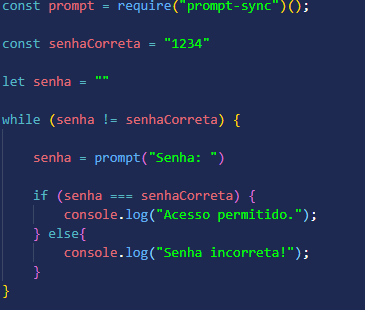 const prompt = require("prompt-sync")();
const senhaCorreta = "1234"
let senha = ""
while (senha != senhaCorreta) {
senha = prompt("Senha: ")
if (senha === senhaCorreta) {
console.log("Acesso permitido.");
} else{
console.log("Senha incorreta!");
}
}